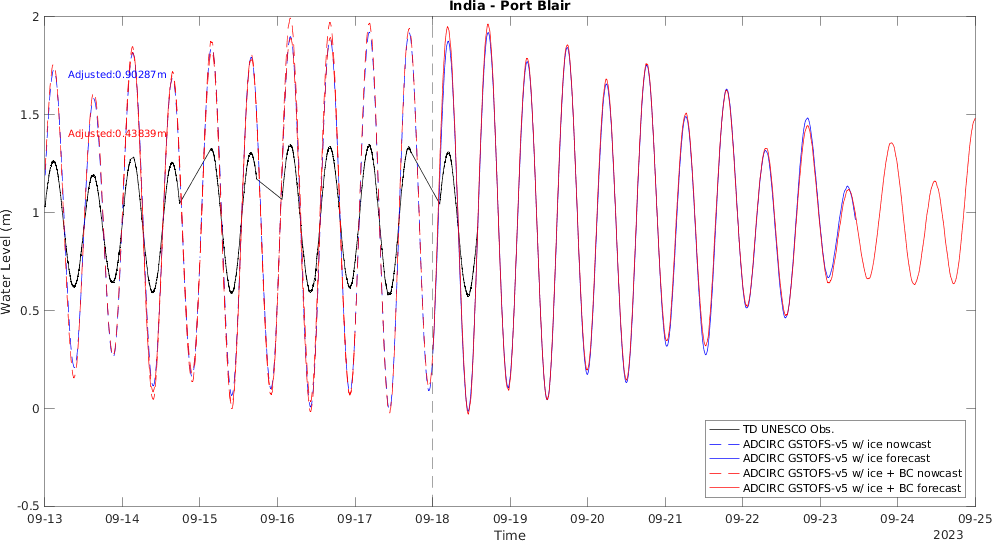 India - Port Blair
2
1.5
1
0.5
0
-0.5
Water Level (m)
Adjusted:0.90287m
Adjusted:0.43839m
TD UNESCO Obs.
ADCIRC GSTOFS-v5 w/ ice nowcast
ADCIRC GSTOFS-v5 w/ ice forecast
ADCIRC GSTOFS-v5 w/ ice + BC nowcast
ADCIRC GSTOFS-v5 w/ ice + BC forecast
09-13 09-14 09-15 09-16 09-17 09-18 09-19 09-20 09-21 09-22 09-23 09-24 09-25
Time
2023